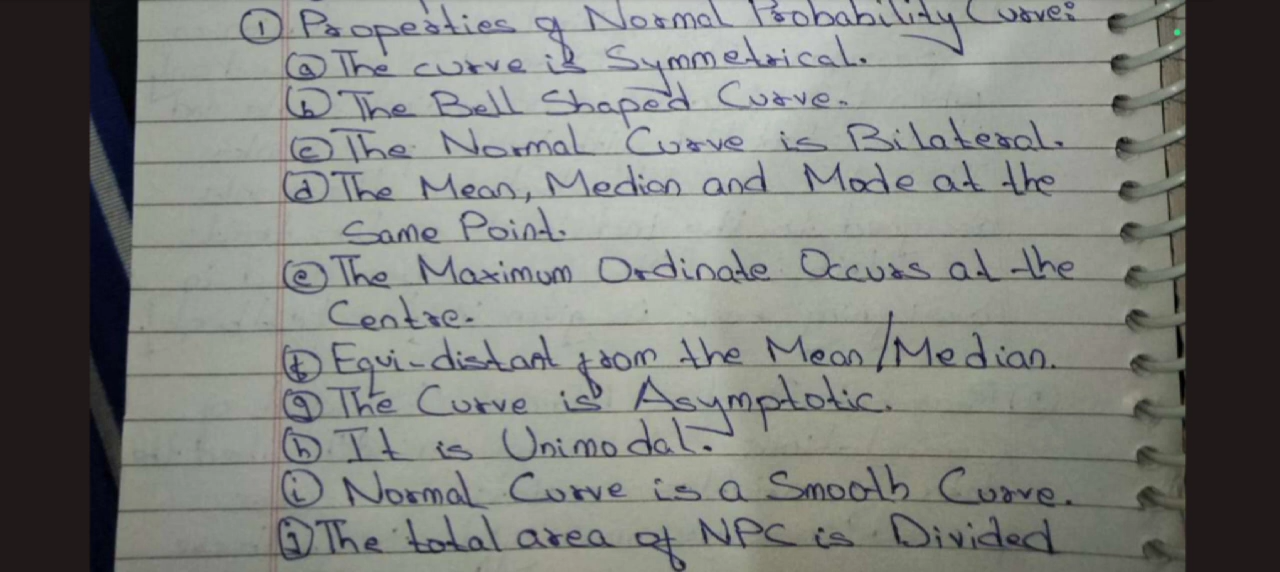 ① Properties of Normal Probability Curve:
ⓐ The curve is Symmetrical.
ⓑ The Bell Shaped Curve.
ⓒ The Normal Curve is Bilateral.
ⓓ The Mean, Median and Mode at the
Same Point.
ⓔ The Maximum Ordinate Occurs at the
Centre.
ⓕ Equi-distant from the Mean/Median.
ⓖ The Curve is Asymptotic.
ⓗ It is Unimodal.
ⓘ Normal Curve is a Smooth Curve.
ⓙ The total area of NPC is Divided